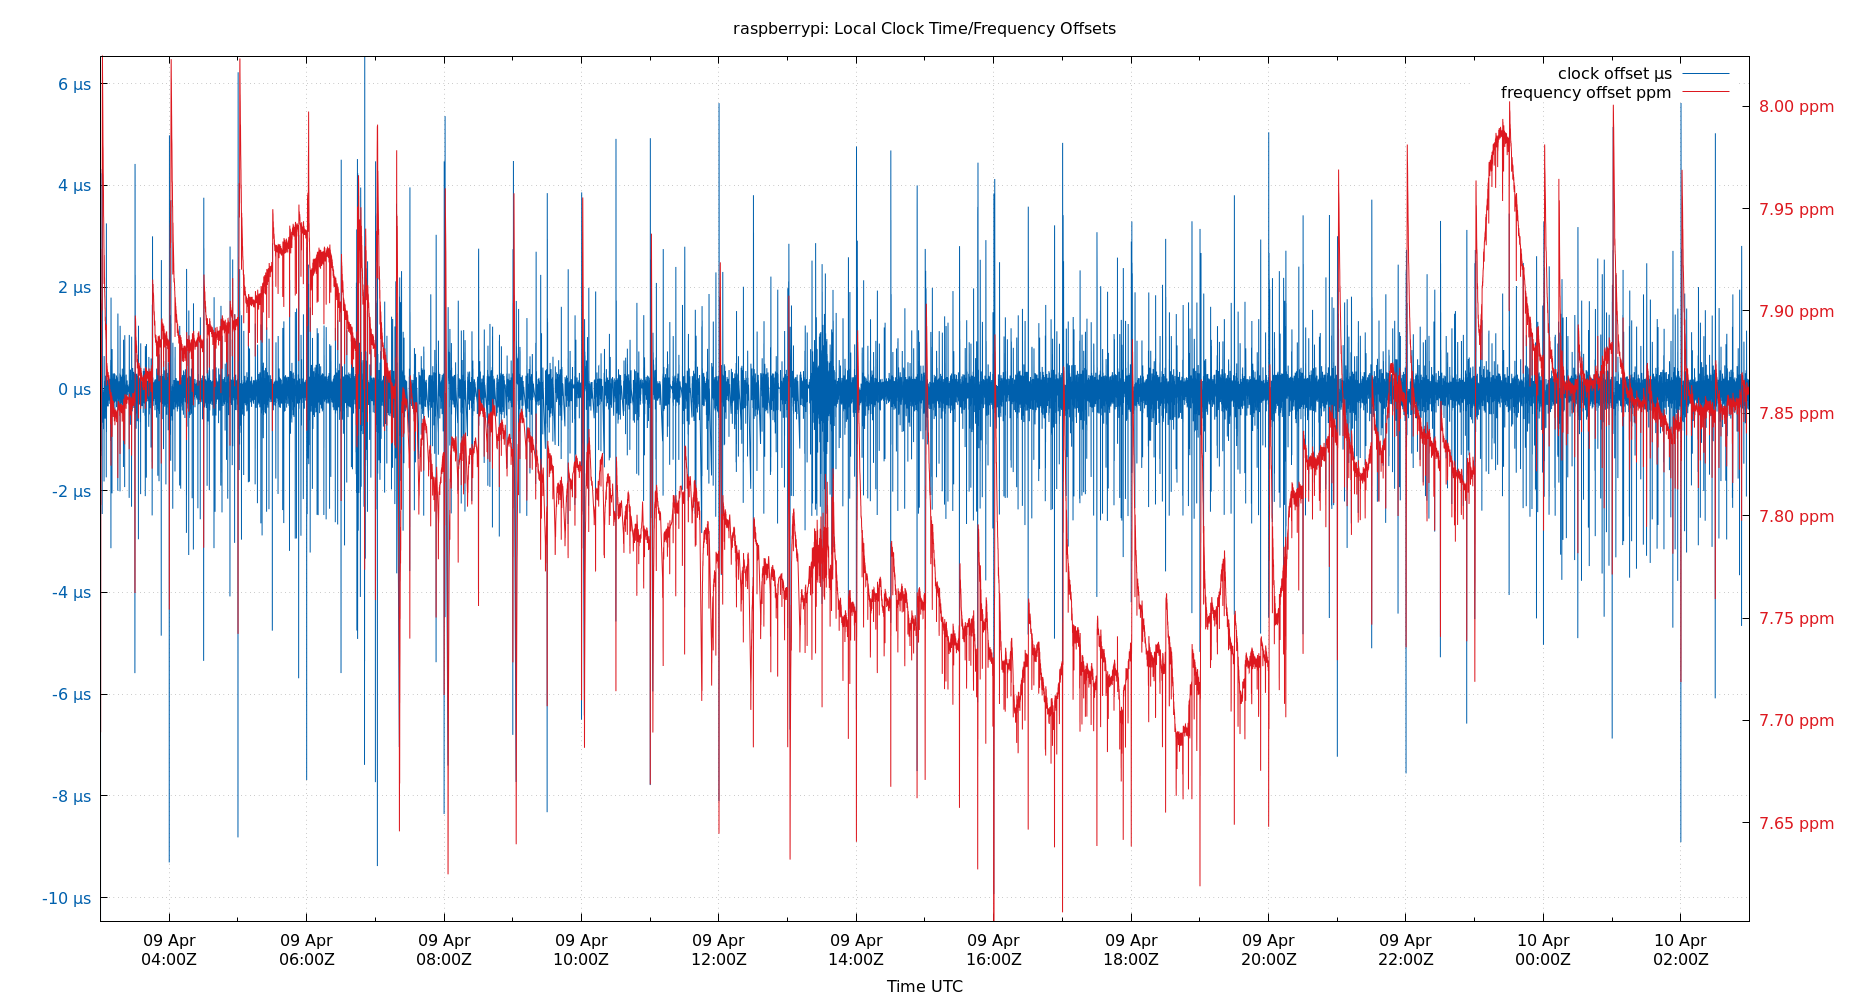 raspberrypi: Local Clock Time/Frequency Offsets
clock offset µs
frequency offset ppm
6 µs
4 µs
2 µs
0 µs
-2 µs
-4 µs
-6 µs
-8 µs
-10 µs
8.00 ppm
7.95 ppm
7.90 ppm
7.85 ppm
7.80 ppm
7.75 ppm
7.70 ppm
7.65 ppm
09 Apr 09 Apr 09 Apr 09 Apr 09 Apr 09 Apr 09 Apr 09 Apr 09 Apr 09 Apr 10 Apr 10 Apr
04:00Z 06:00Z 08:00Z 10:00Z 12:00Z 14:00Z 16:00Z 18:00Z 20:00Z 22:00Z 00:00Z 02:00Z
Time UTC